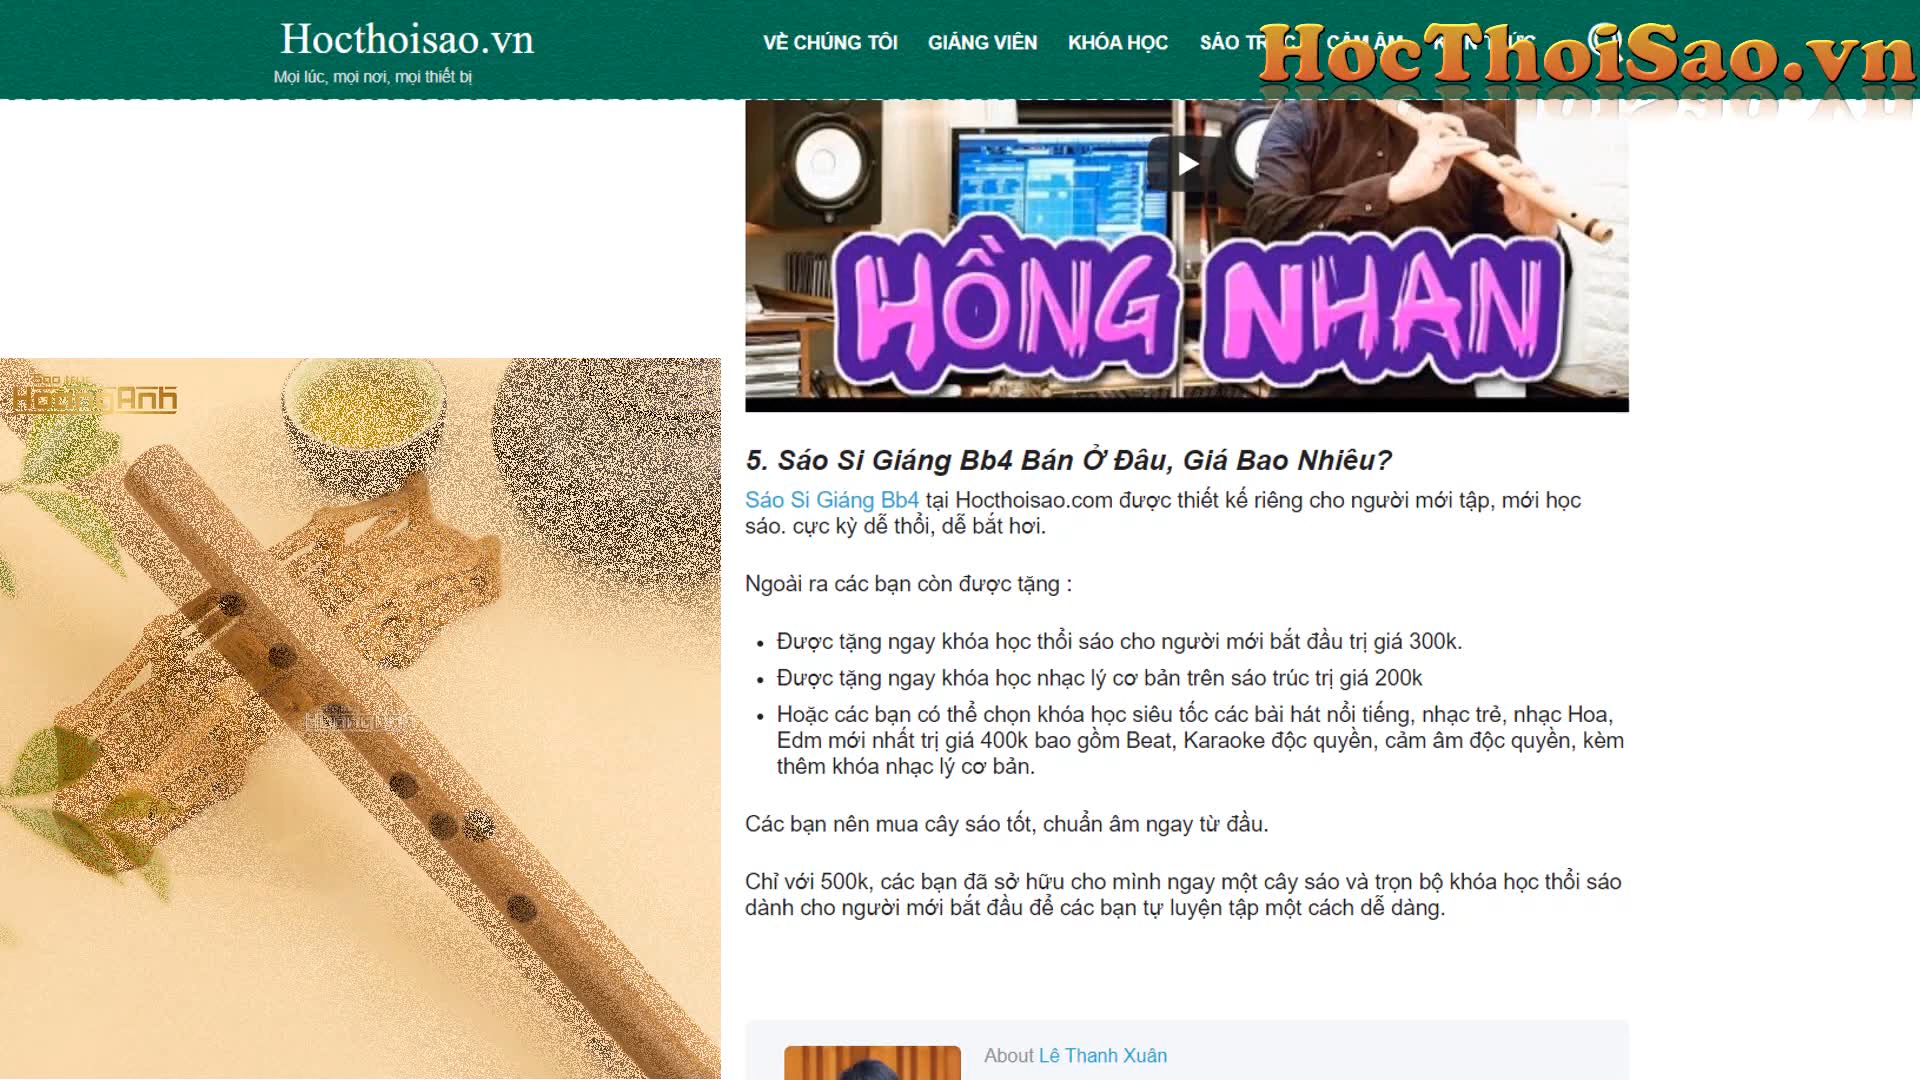 Hocthoisao.vn
Mọi lúc, mọi nơi, mọi thiết bị
VỀ CHÚNG TÔI GIẢNG VIÊN KHÓA HỌC SÁO CẢM ÂM
HocThoiSao.vn
HỒNG NHAN
Hoàng Anh
5. Sáo Si Giáng Bb4 Bán Ở Đâu, Giá Bao Nhiêu?
Sáo Si Giáng Bb4 tại Hocthoisao.com được thiết kế riêng cho người mới tập, mới học
sáo. cực kỳ dễ thổi, dễ bắt hơi.
Ngoài ra các bạn còn được tặng :
• Được tặng ngay khóa học thổi sáo cho người mới bắt đầu trị giá 300k.
• Được tặng ngay khóa học nhạc lý cơ bản trên sáo trúc trị giá 200k
• Hoặc các bạn có thể chọn khóa học siêu tốc các bài hát nổi tiếng, nhạc trẻ, nhạc Hoa,
Edm mới nhất trị giá 400k bao gồm Beat, Karaoke độc quyền, cảm âm độc quyền, kèm
thêm khóa nhạc lý cơ bản.
Các bạn nên mua cây sáo tốt, chuẩn âm ngay từ đầu.
Chỉ với 500k, các bạn đã sở hữu cho mình ngay một cây sáo và trọn bộ khóa học thổi sáo
dành cho người mới bắt đầu để các bạn tự luyện tập một cách dễ dàng.
About Lê Thanh Xuân